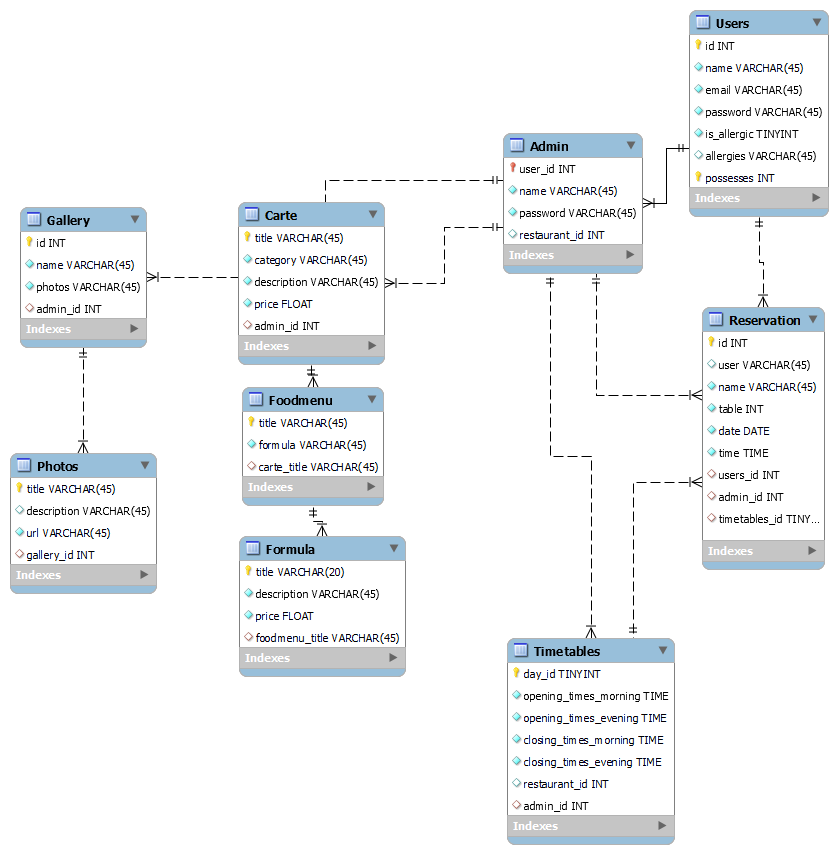 Users
id INT
name VARCHAR(45)
email VARCHAR(45)
password VARCHAR(45)
is_allergic TINYINT
allergies VARCHAR(45)
possesses INT
Indexes
Admin
user_id INT
name VARCHAR(45)
password VARCHAR(45)
restaurant_id INT
Indexes
Carte
title VARCHAR(45)
category VARCHAR(45)
description VARCHAR(45)
price FLOAT
admin_id INT
Indexes
Gallery
id INT
name VARCHAR(45)
photos VARCHAR(45)
admin_id INT
Indexes
Reservation
id INT
user VARCHAR(45)
name VARCHAR(45)
table INT
date DATE
time TIME
users_id INT
admin_id INT
timetables_id TINY...
Indexes
Foodmenu
title VARCHAR(45)
formula VARCHAR(45)
carte_title VARCHAR(45)
Indexes
Photos
title VARCHAR(45)
description VARCHAR(45)
url VARCHAR(45)
gallery_id INT
Indexes
Formula
title VARCHAR(20)
description VARCHAR(45)
price FLOAT
foodmenu_title VARCHAR(45)
Indexes
Timetables
day_id TINYINT
opening_times_morning TIME
opening_times_evening TIME
closing_times_morning TIME
closing_times_evening TIME
restaurant_id INT
admin_id INT
Indexes